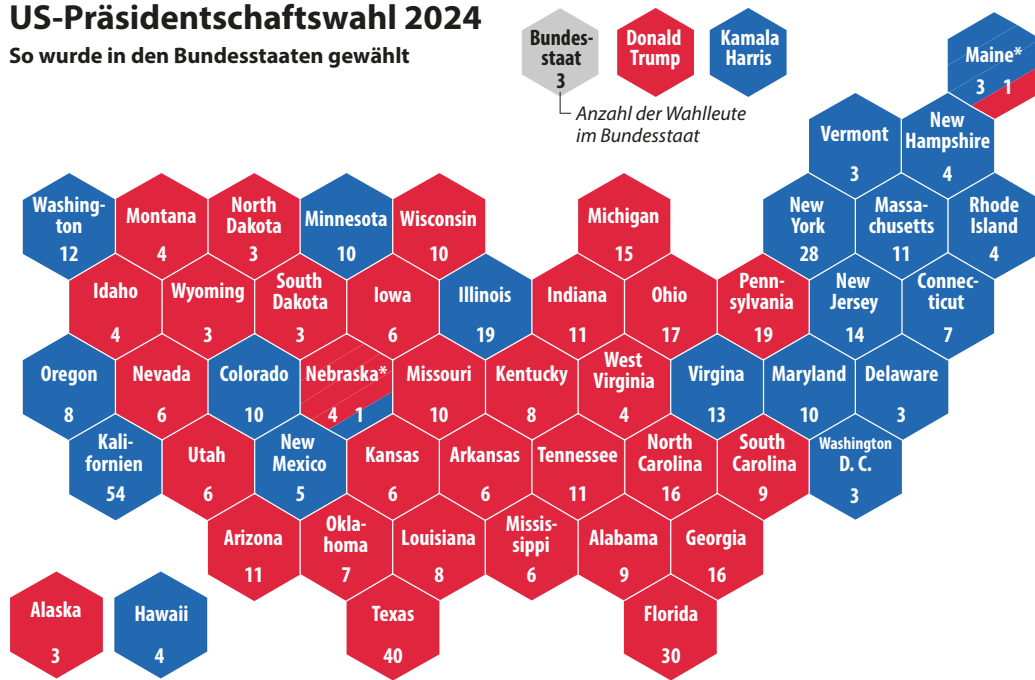 US-Präsidentschaftswahl 2024
So wurde in den Bundesstaaten gewählt
Bundes-
staat
3
Donald
Trump
Kamala
Harris
Anzahl der Wahlleute
im Bundesstaat
Maine*
3 1
Vermont
3
New
Hampshire
4
Washing-
ton
12
Montana
4
North
Dakota
3
Minnesota
10
Wisconsin
10
Michigan
15
New
York
28
Massa-
chusetts
11
Rhode
Island
4
Idaho
4
Wyoming
3
South
Dakota
3
Iowa
6
Illinois
19
Indiana
11
Ohio
17
Penn-
sylvania
19
New
Jersey
14
Connec-
ticut
7
Oregon
8
Nevada
6
Colorado
10
Nebraska*
4 1
Missouri
10
Kentucky
8
West
Virginia
4
Virgina
13
Maryland
10
Delaware
3
Kali-
fornien
54
Utah
6
New
Mexico
5
Kansas
6
Arkansas
6
Tennessee
11
North
Carolina
16
South
Carolina
9
Washington
D. C.
3
Arizona
11
Okla-
homa
7
Louisiana
8
Missis-
sippi
6
Alabama
9
Georgia
16
Alaska
3
Hawaii
4
Texas
40
Florida
30